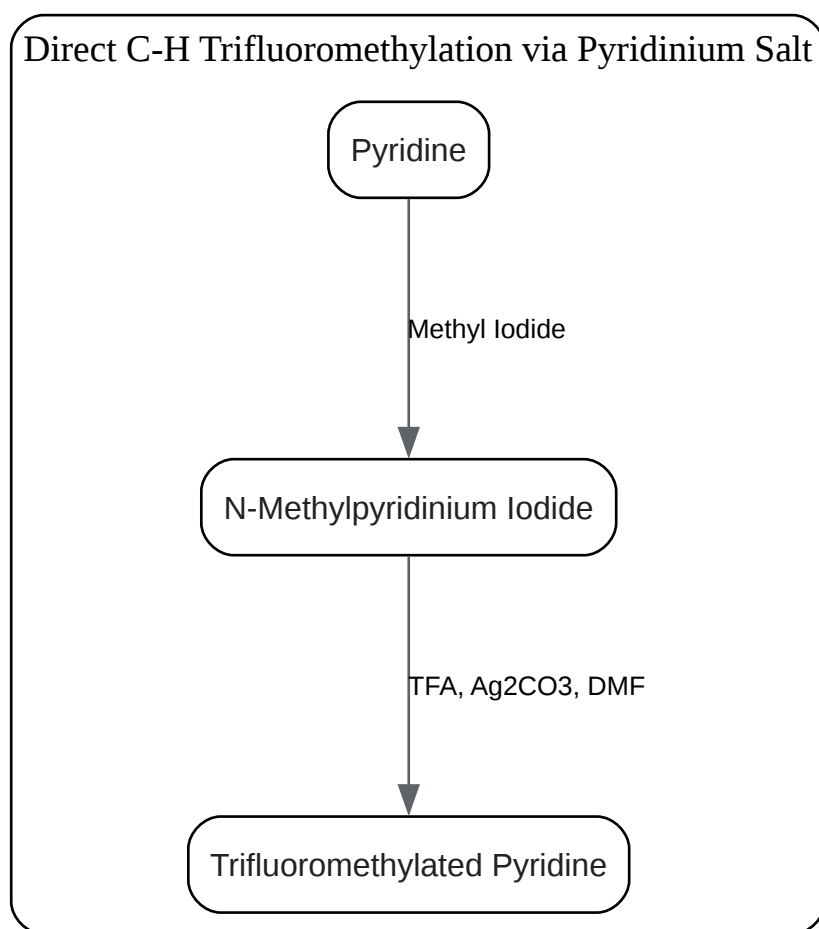 Direct C-H Trifluoromethylation via Pyridinium Salt
Pyridine
Methyl Iodide
N-Methylpyridinium Iodide
TFA, Ag2CO3, DMF
Trifluoromethylated Pyridine